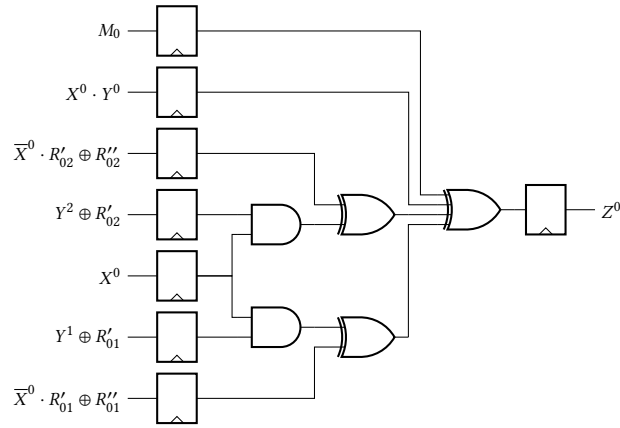 M₀
X⁰ · Y⁰
X̅⁰ · R′₀₂ ⊕ R″₀₂
Y² ⊕ R′₀₂
Z⁰
X⁰
Y¹ ⊕ R′₀₁
X̅⁰ · R′₀₁ ⊕ R″₀₁